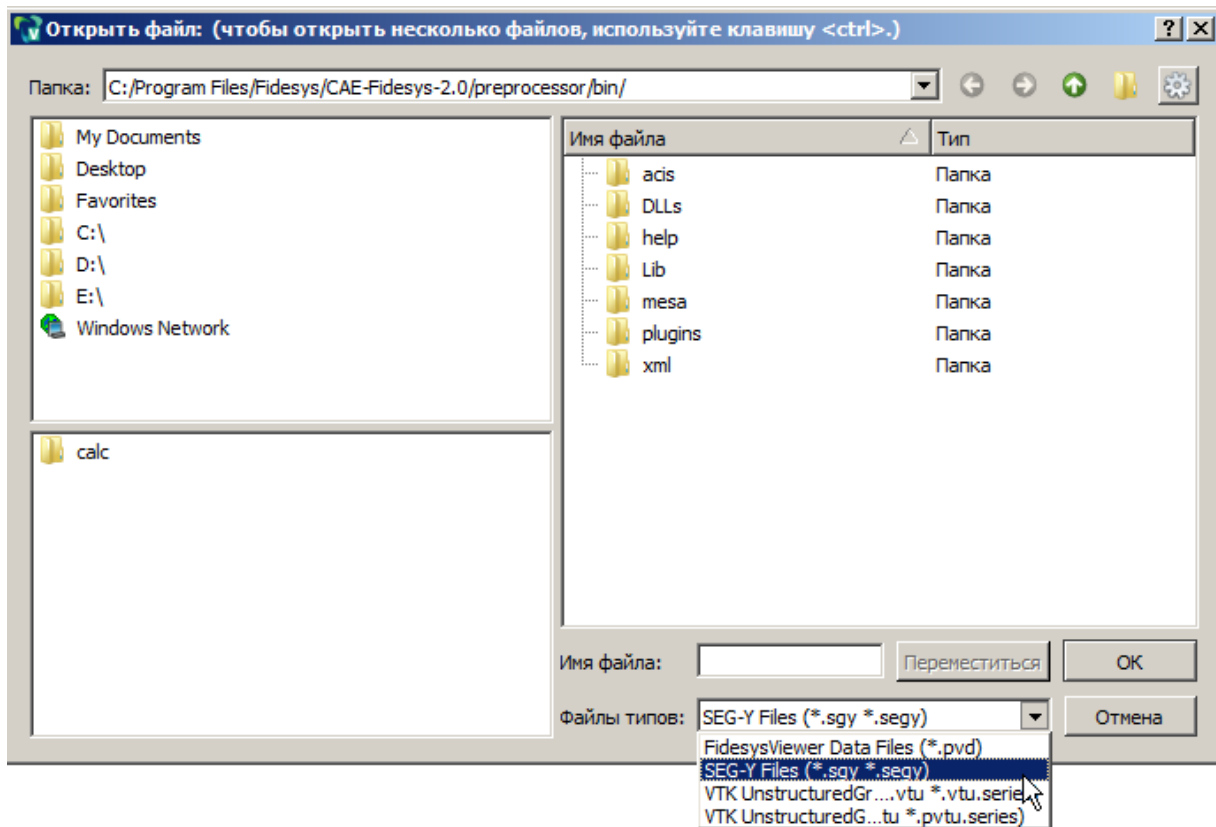 Открыть файл: (чтобы открыть несколько файлов, используйте клавишу <ctrl>.)
Папка: C:/Program Files/Fidesys/CAE-Fidesys-2.0/preprocessor/bin/
My Documents
Desktop
Favorites
C:\
D:\
E:\
Windows Network
calc
Имя файла Тип
acis Папка
DLLs Папка
help Папка
Lib Папка
mesa Папка
plugins Папка
xml Папка
Имя файла: Переместиться OK
Файлы типов: SEG-Y Files (*.sgy *.segy) Отмена
FidesysViewer Data Files (*.pvd)
SEG-Y Files (*.sgy *.segy)
VTK UnstructuredGr....vtu *.vtu.serie
VTK UnstructuredG...tu *.pvtu.series)